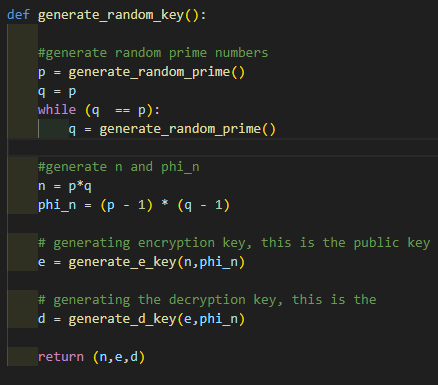 def generate_random_key():
#generate random prime numbers
p = generate_random_prime()
q = p
while (q  == p):
q = generate_random_prime()
#generate n and phi_n
n = p*q
phi_n = (p - 1) * (q - 1)
# generating encryption key, this is the public key
e = generate_e_key(n,phi_n)
# generating the decryption key, this is the
d = generate_d_key(e,phi_n)
return (n,e,d)